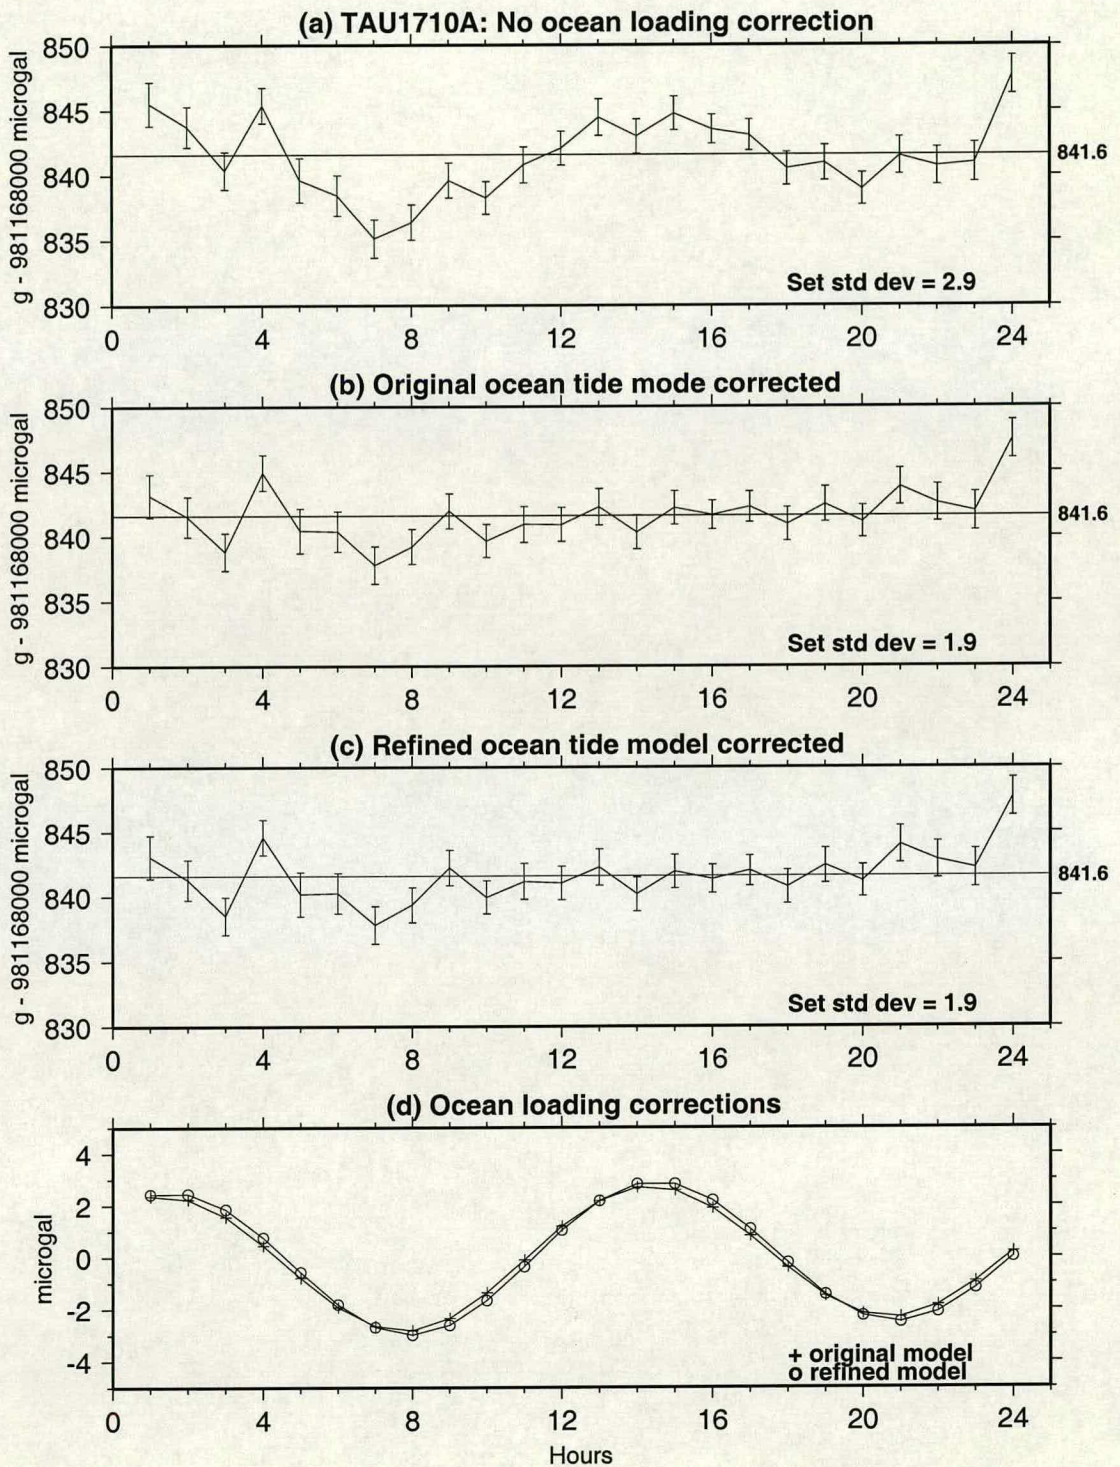 (a) TAU1710A: No ocean loading correction
g - 981168000 microgal
850
845
840
835
830
841.6
Set std dev = 2.9
0 4 8 12 16 20 24
(b) Original ocean tide mode corrected
g - 981168000 microgal
850
845
840
835
830
841.6
Set std dev = 1.9
0 4 8 12 16 20 24
(c) Refined ocean tide model corrected
g - 981168000 microgal
850
845
840
835
830
841.6
Set std dev = 1.9
0 4 8 12 16 20 24
(d) Ocean loading corrections
microgal
4
2
0
-2
-4
+ original model
o refined model
0 4 8 12 16 20 24
Hours